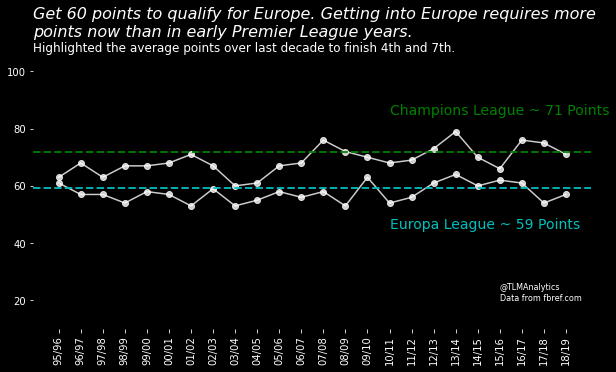 Get 60 points to qualify for Europe. Getting into Europe requires more
points now than in early Premier League years.
Highlighted the average points over last decade to finish 4th and 7th.
100
Champions League ~ 71 Points
80
60
Europa League ~ 59 Points
40
@TLMAnalytics
Data from fbref.com
20
95/96 96/97 97/98 98/99 99/00 00/01 01/02 02/03 03/04 04/05 05/06 06/07 07/08 08/09 09/10 10/11 11/12 12/13 13/14 14/15 15/16 16/17 17/18 18/19